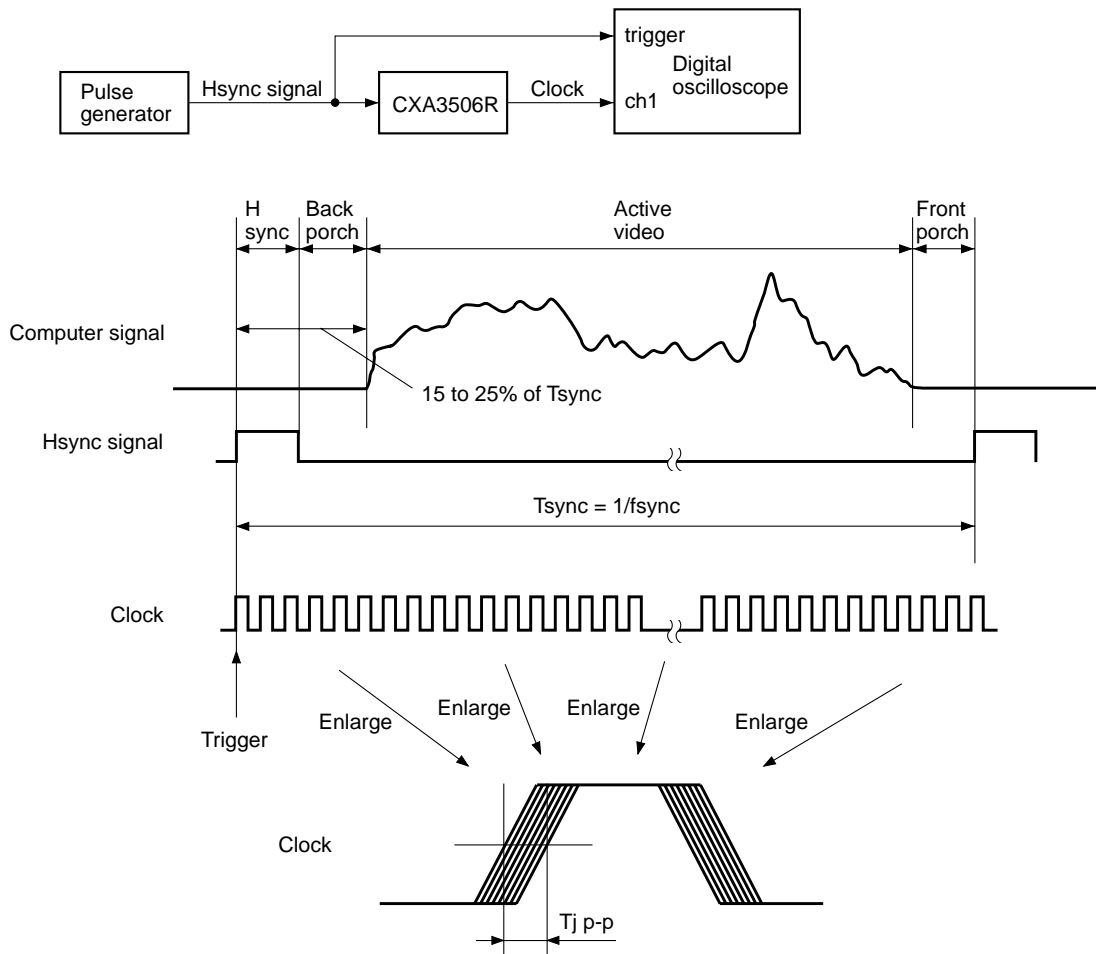 trigger
Digital
oscilloscope
Pulse
generator
Hsync signal
CXA3506R
Clock
ch1
H
sync
Back
porch
Active
video
Front
porch
Computer signal
15 to 25% of Tsync
Hsync signal
Tsync = 1/fsync
Clock
Enlarge
Enlarge
Enlarge
Enlarge
Trigger
Clock
Tj p-p